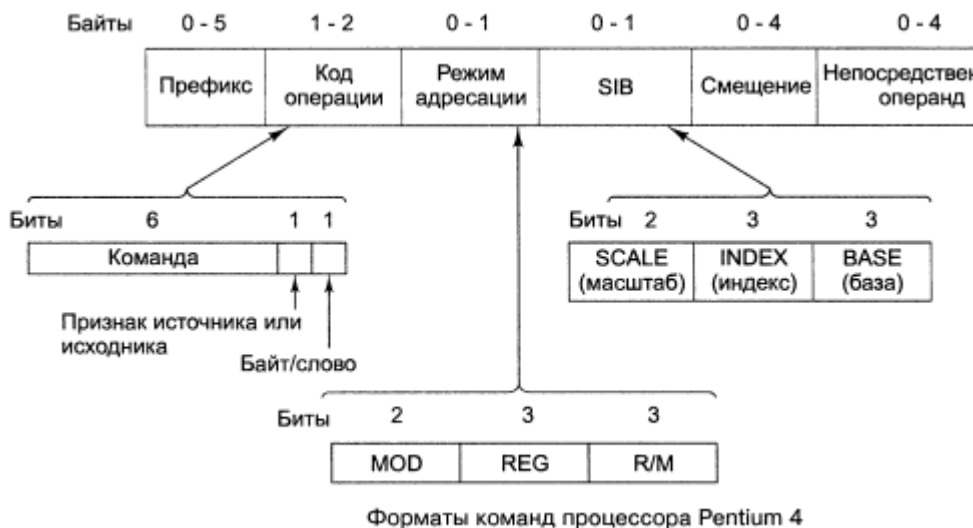 Байты 0 - 5 1 - 2 0 - 1 0 - 1 0 - 4 0 - 4
Префикс
Код
операции
Режим
адресации
SIB
Смещение
операнд
Биты 6 1 1
Команда
Признак источника или
исходника
Байт/слово
Биты 2 3 3
SCALE
(масштаб)
INDEX
(индекс)
BASE
(база)
Биты 2 3 3
MOD REG R/M
Форматы команд процессора Pentium 4